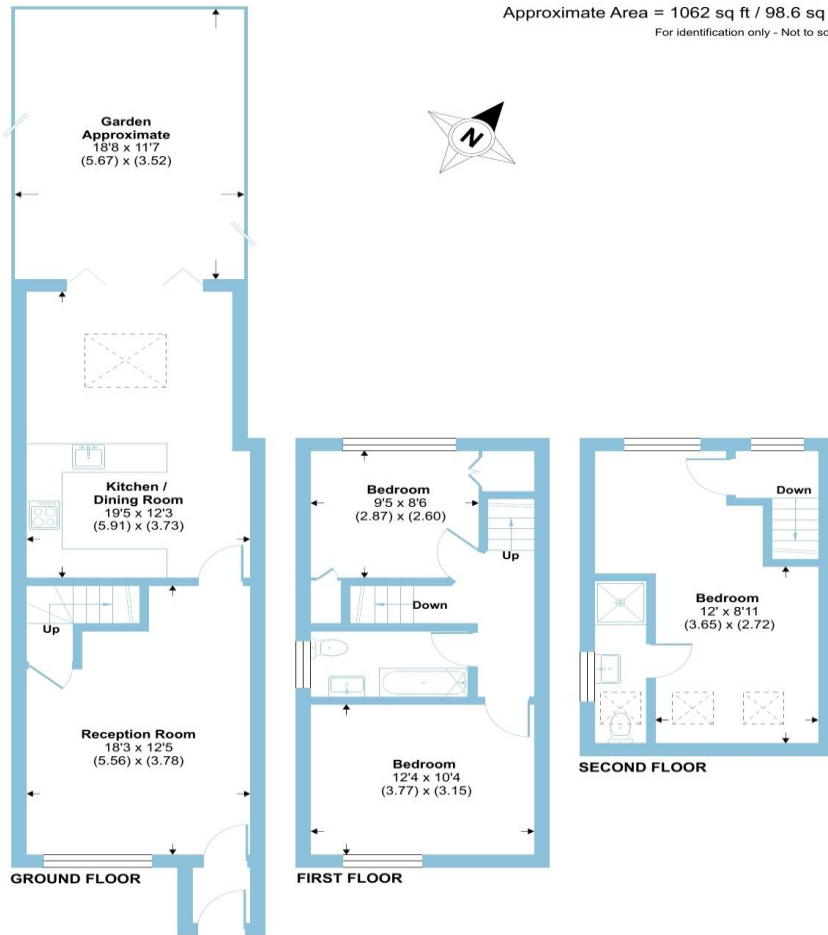 Approximate Area = 1062 sq ft / 98.6 sq
For identification only - Not to
Garden
Approximate
18'8 x 11'7
(5.67) x (3.52)
N
Kitchen /
Dining Room
19'5 x 12'3
(5.91) x (3.73)
Up
Reception Room
18'3 x 12'5
(5.56) x (3.78)
GROUND FLOOR
Bedroom
9'5 x 8'6
(2.87) x (2.60)
Up
Down
Bedroom
12'4 x 10'4
(3.77) x (3.15)
FIRST FLOOR
Down
Bedroom
12' x 8'11
(3.65) x (2.72)
SECOND FLOOR